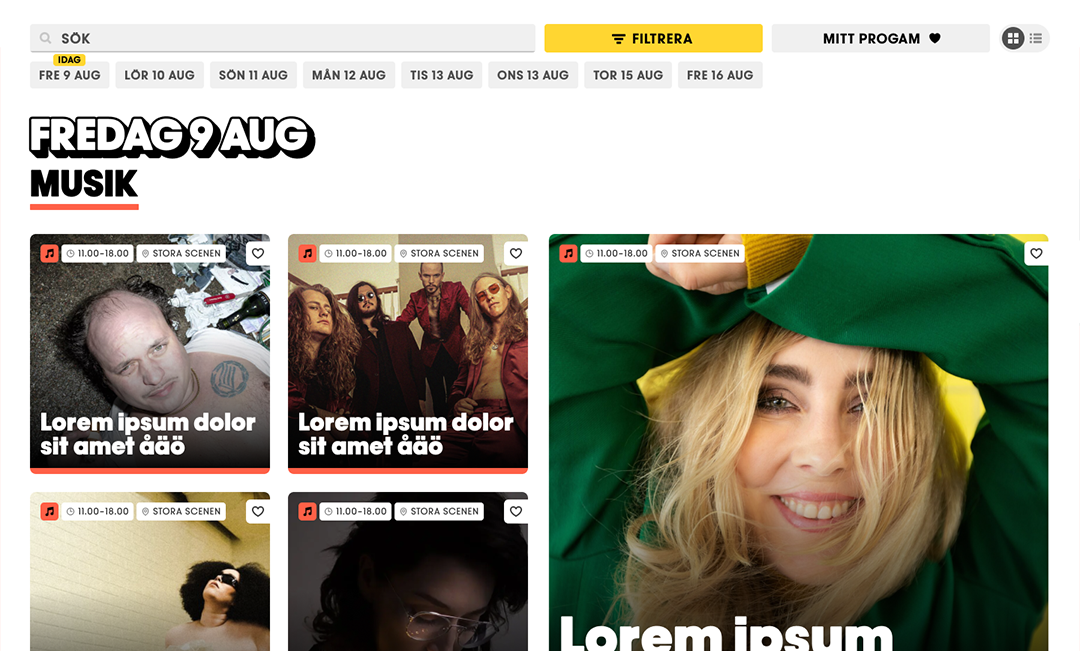 SÖK
FILTRERA
MITT PROGAM
IDAG
FRE 9 AUG
LÖR 10 AUG
SÖN 11 AUG
MÅN 12 AUG
TIS 13 AUG
ONS 13 AUG
TOR 15 AUG
FRE 16 AUG
FREDAG 9 AUG
MUSIK
11.00-18.00 STORA SCENEN
Lorem ipsum dolor
sit amet åäö
11.00-18.00 STORA SCENEN
Lorem ipsum dolor
sit amet åäö
11.00-18.00 STORA SCENEN
Lorem ipsum
11.00-18.00 STORA SCENEN
11.00-18.00 STORA SCENEN